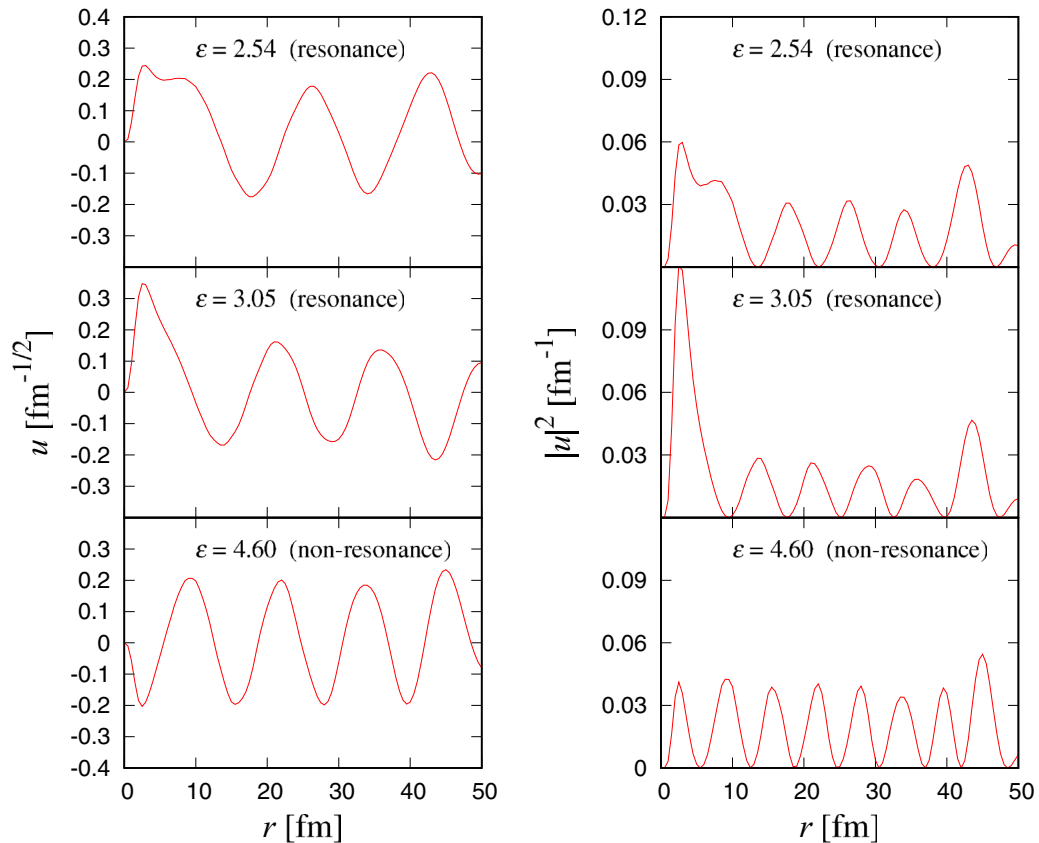 0.4
0.3
0.2
0.1
0
-0.1
-0.2
-0.3
ε = 2.54 (resonance)
0.3
0.2
0.1
0
-0.1
-0.2
-0.3
ε = 3.05 (resonance)
0.3
0.2
0.1
0
-0.1
-0.2
-0.3
-0.4
ε = 4.60 (non-resonance)
0 10 20 30 40 50
r [fm]
u [fm⁻¹/²]
0.12
0.09
0.06
0.03
ε = 2.54 (resonance)
0.09
0.06
0.03
ε = 3.05 (resonance)
0.09
0.06
0.03
0
ε = 4.60 (non-resonance)
0 10 20 30 40 50
r [fm]
|u|² [fm⁻¹]